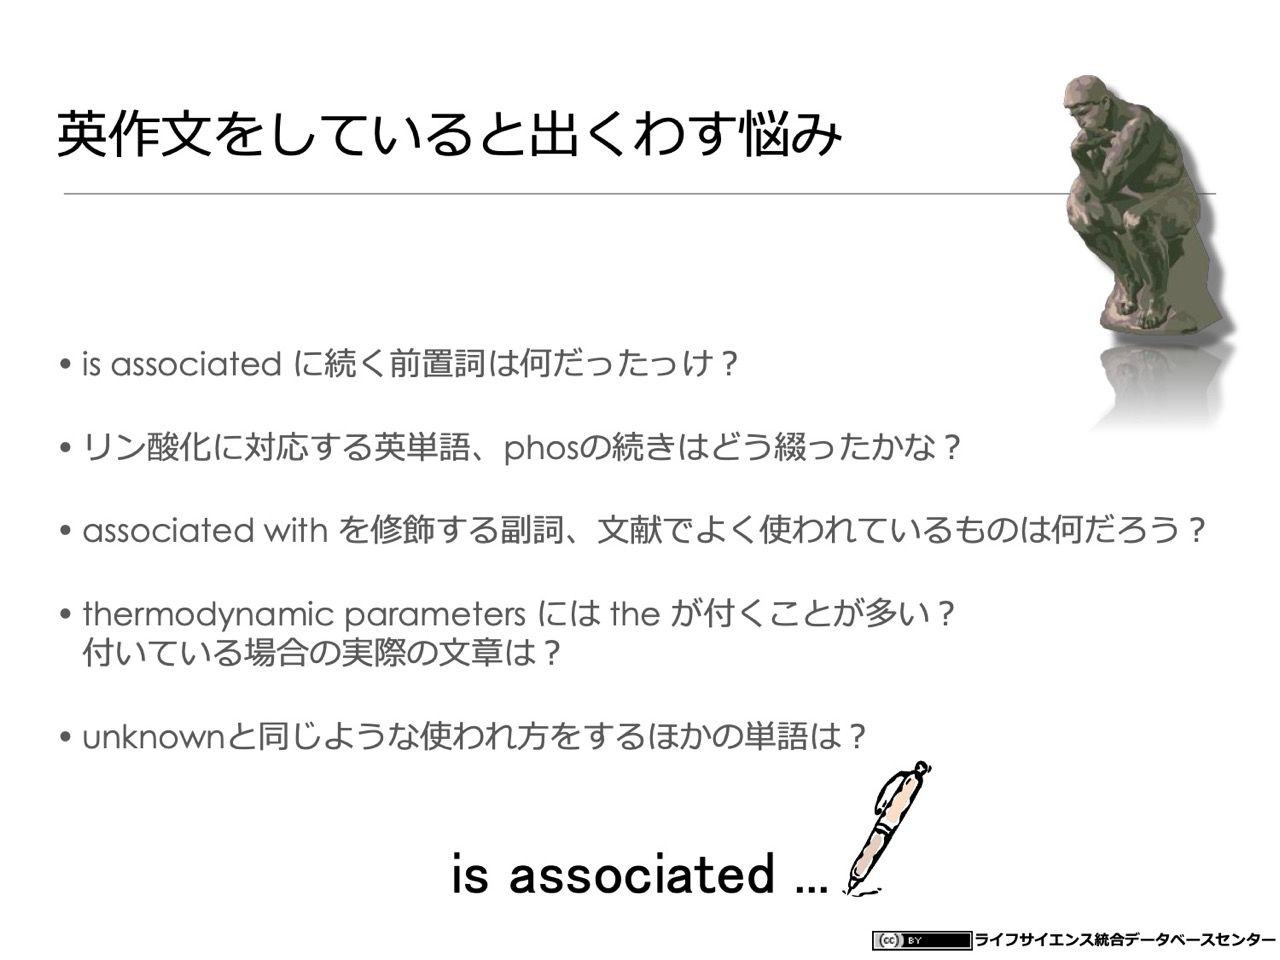 英作文をしていると出くわす悩み
• is associated に続く前置詞は何だったっけ？
• リン酸化に対応する英単語、phosの続きはどう綴ったかな？
• associated with を修飾する副詞、文献でよく使われているものは何だろう？
• thermodynamic parameters には the が付くことが多い？
付いている場合の実際の文章は？
• unknownと同じような使われ方をするほかの単語は？
is associated ...
cc BY ライフサイエンス統合データベースセンター